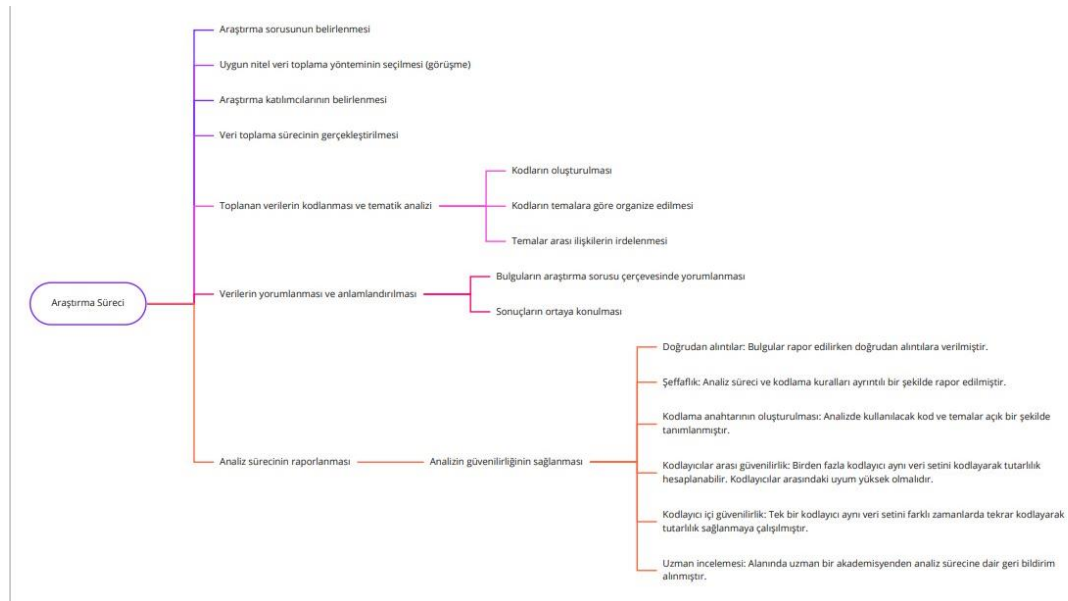 Araştırma sorusunun belirlenmesi
Uygun nitel veri toplama yönteminin seçilmesi (görüşme)
Araştırma katılımcılarının belirlenmesi
Veri toplama sürecinin gerçekleştirilmesi
Kodların oluşturulması
Toplanan verilerin kodlanması ve tematik analizi
Kodların temalara göre organize edilmesi
Temalar arası ilişkilerin irdelenmesi
Bulguların araştırma sorusu çerçevesinde yorumlanması
Verilerin yorumlanması ve anlamlandırılması
Araştırma Süreci
Sonuçların ortaya konulması
Doğrudan alıntılar: Bulgular rapor edilirken doğrudan alıntılara verilmiştir.
Şeffaflık: Analiz süreci ve kodlama kuralları ayrıntılı bir şekilde rapor edilmiştir.
Kodlama anahtarının oluşturulması: Analizde kullanılacak kod ve temalar açık bir şekilde
tanımlanmıştır.
Analiz sürecinin raporlanması
Analizin güvenilirliğinin sağlanması
Kodlayıcılar arası güvenilirlik: Birden fazla kodlayıcı aynı veri setini kodlayarak tutarlılık
hesaplanabilir. Kodlayıcılar arasındaki uyum yüksek olmalıdır.
Kodlayıcı içi güvenilirlik: Tek bir kodlayıcı aynı veri setini farklı zamanlarda tekrar kodlayarak
tutarlılık sağlanmaya çalışılmıştır.
Uzman incelemesi: Alanında uzman bir akademisyenden analiz sürecine dair geri bildirim
alınmıştır.